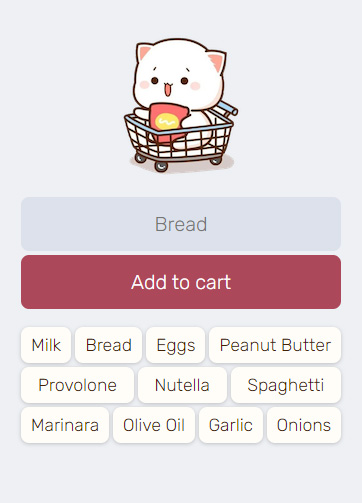 Bread
Add to cart
Milk Bread Eggs Peanut Butter
Provolone Nutella Spaghetti
Marinara Olive Oil Garlic Onions